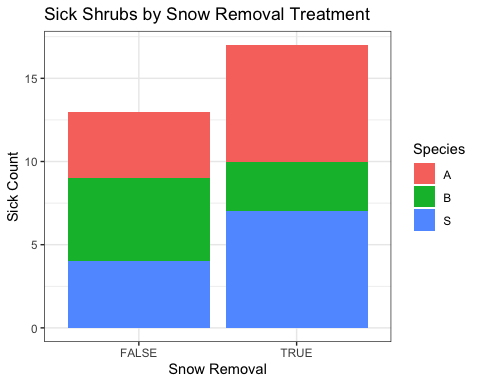 Sick Shrubs by Snow Removal Treatment
Sick Count
15
10
5
0
FALSE
TRUE
Snow Removal
Species
A
B
S